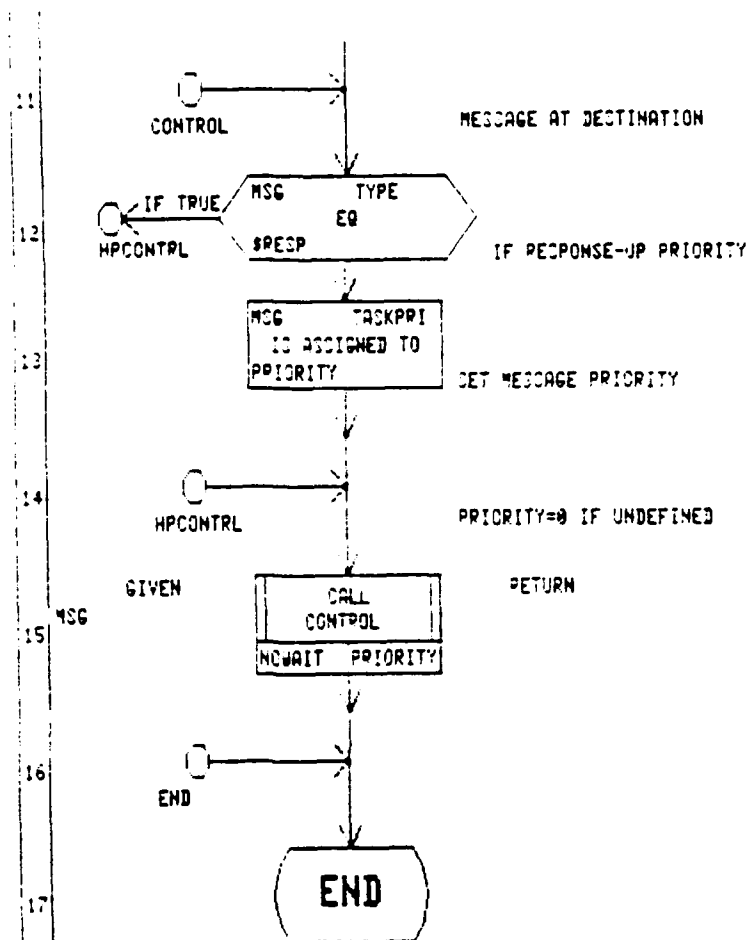 11
CONTROL
MESSAGE AT DESTINATION
IF TRUE
MSG TYPE
EQ
$RESP
12
HPCONTRL
IF RESPONSE-UP PRIORITY
MSG TASKPRI
IS ASSIGNED TO
PRIORITY
13
SET MESSAGE PRIORITY
14
HPCONTRL
PRIORITY=0 IF UNDEFINED
GIVEN
RETURN
MSG
CALL
CONTROL
15
NOWAIT PRIORITY
16
END
END
17